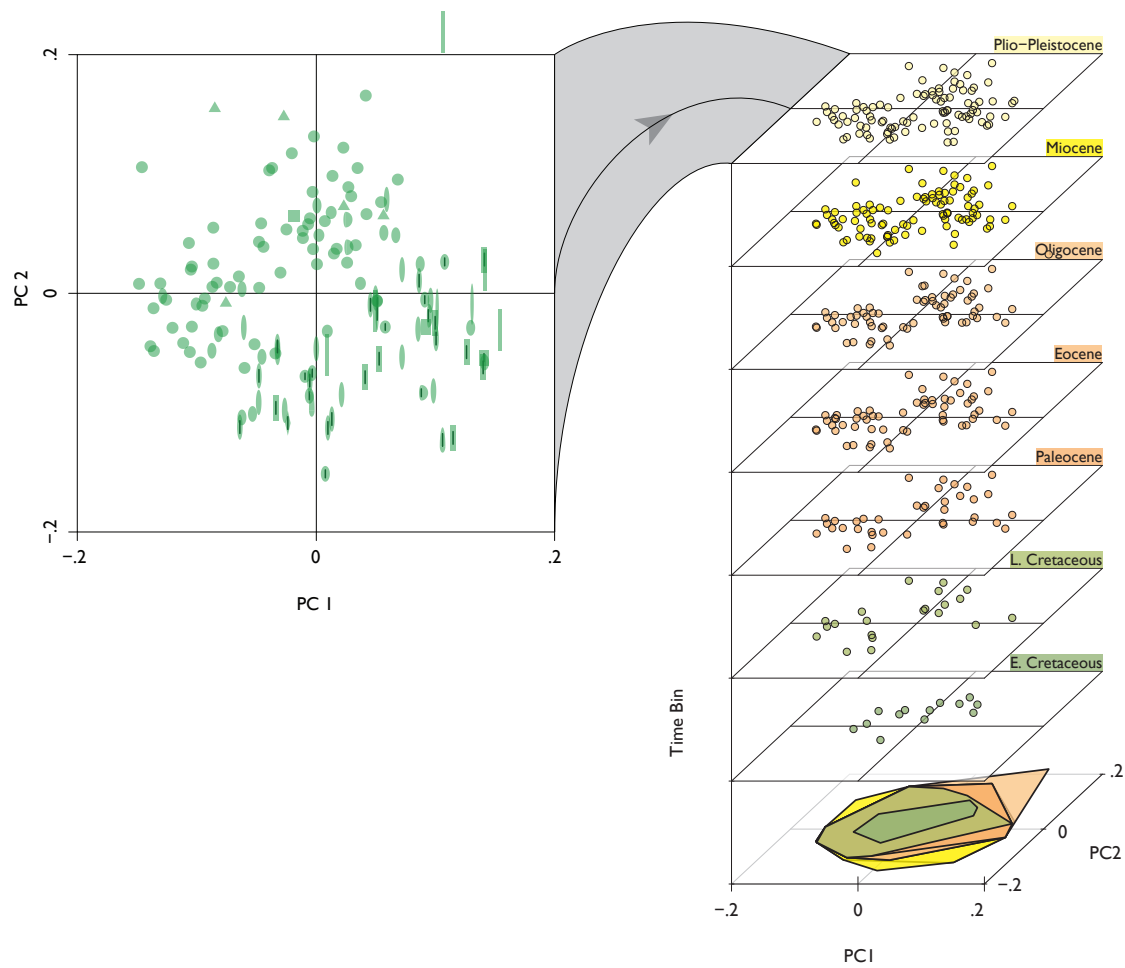 .2
0
-.2
PC 2
-.2
0
.2
PC 1
Plio-Pleistocene
Miocene
Oligocene
Eocene
Paleocene
L. Cretaceous
E. Cretaceous
Time Bin
.2
0
-.2
PC2
-.2
0
.2
PC1